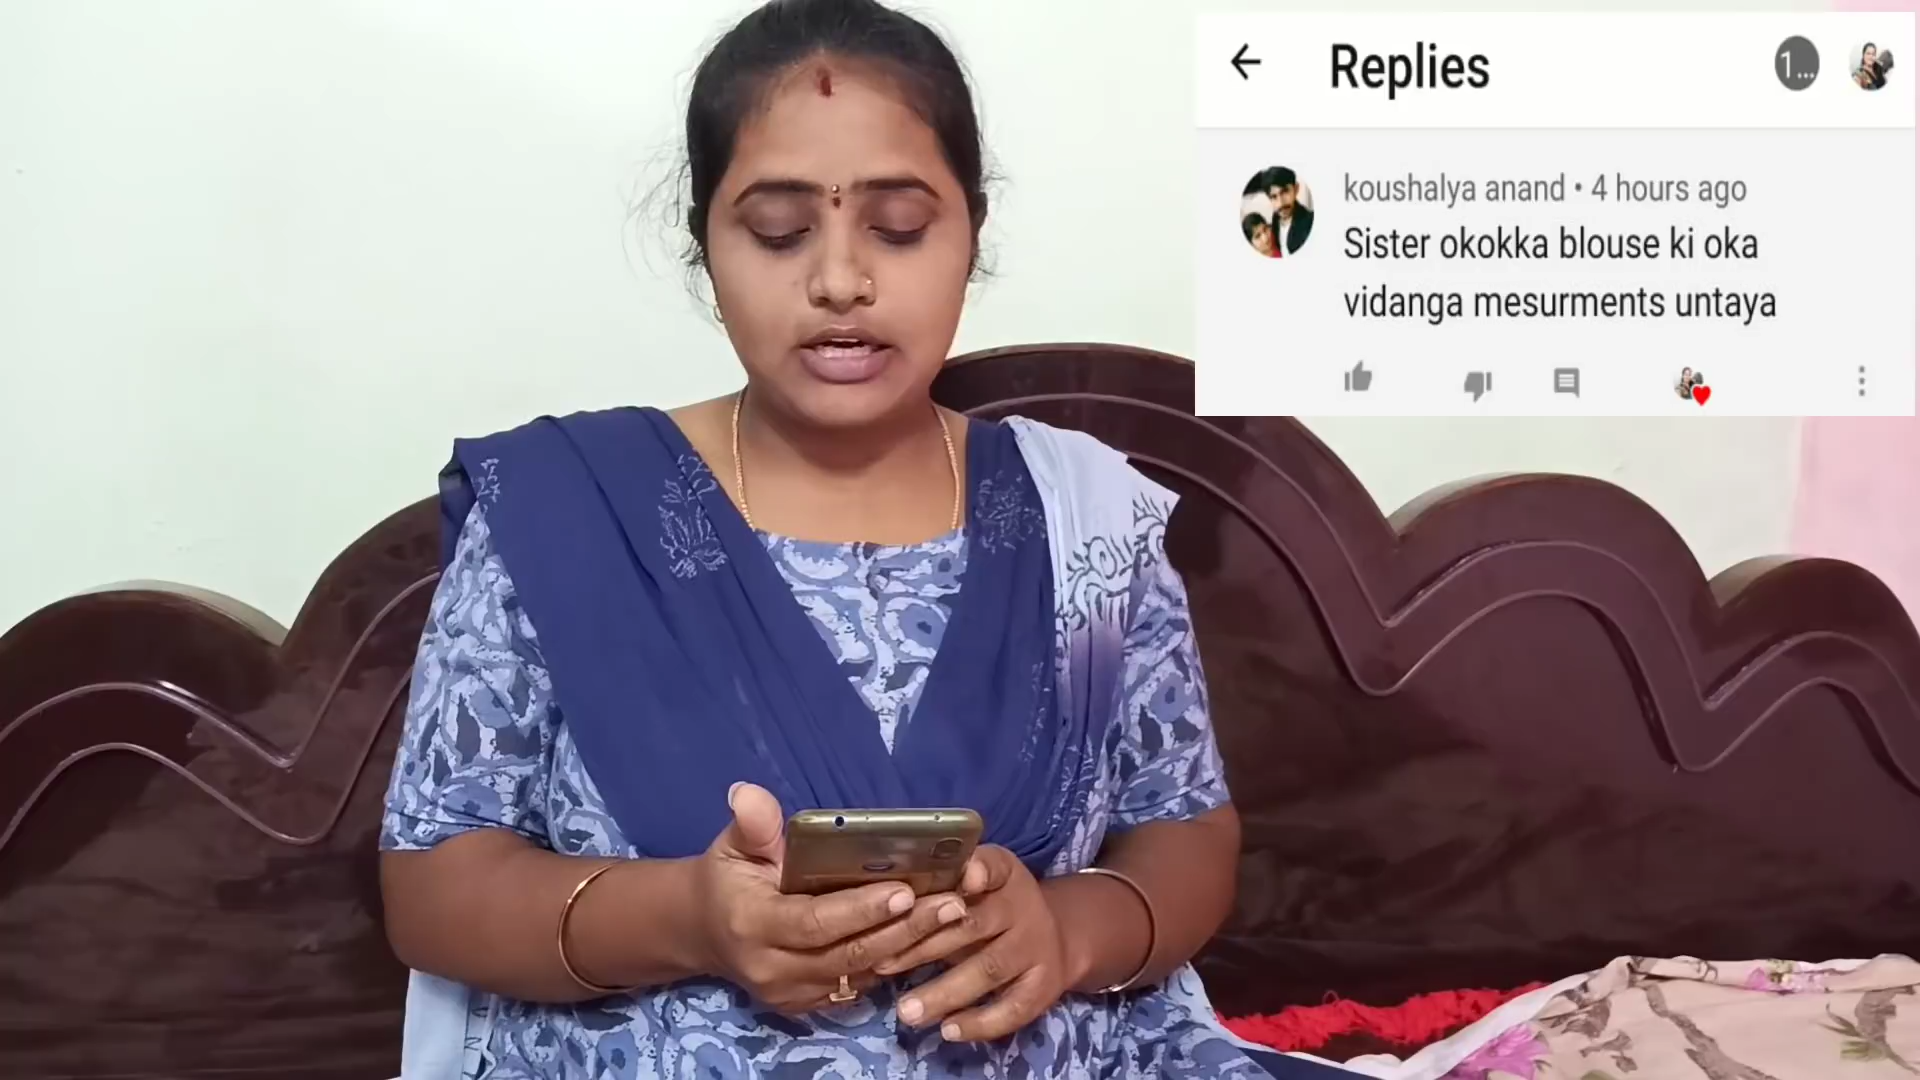 Replies
1...
koushalya anand • 4 hours ago
Sister okokka blouse ki oka
vidanga mesurments untaya